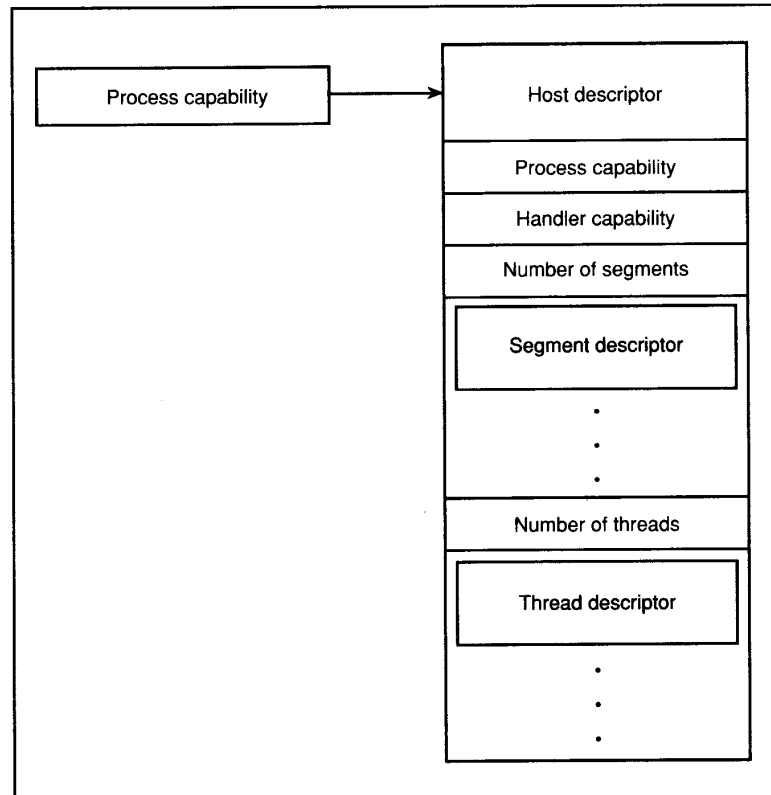 Process capability
Host descriptor
Process capability
Handler capability
Number of segments
Segment descriptor
Number of threads
Thread descriptor